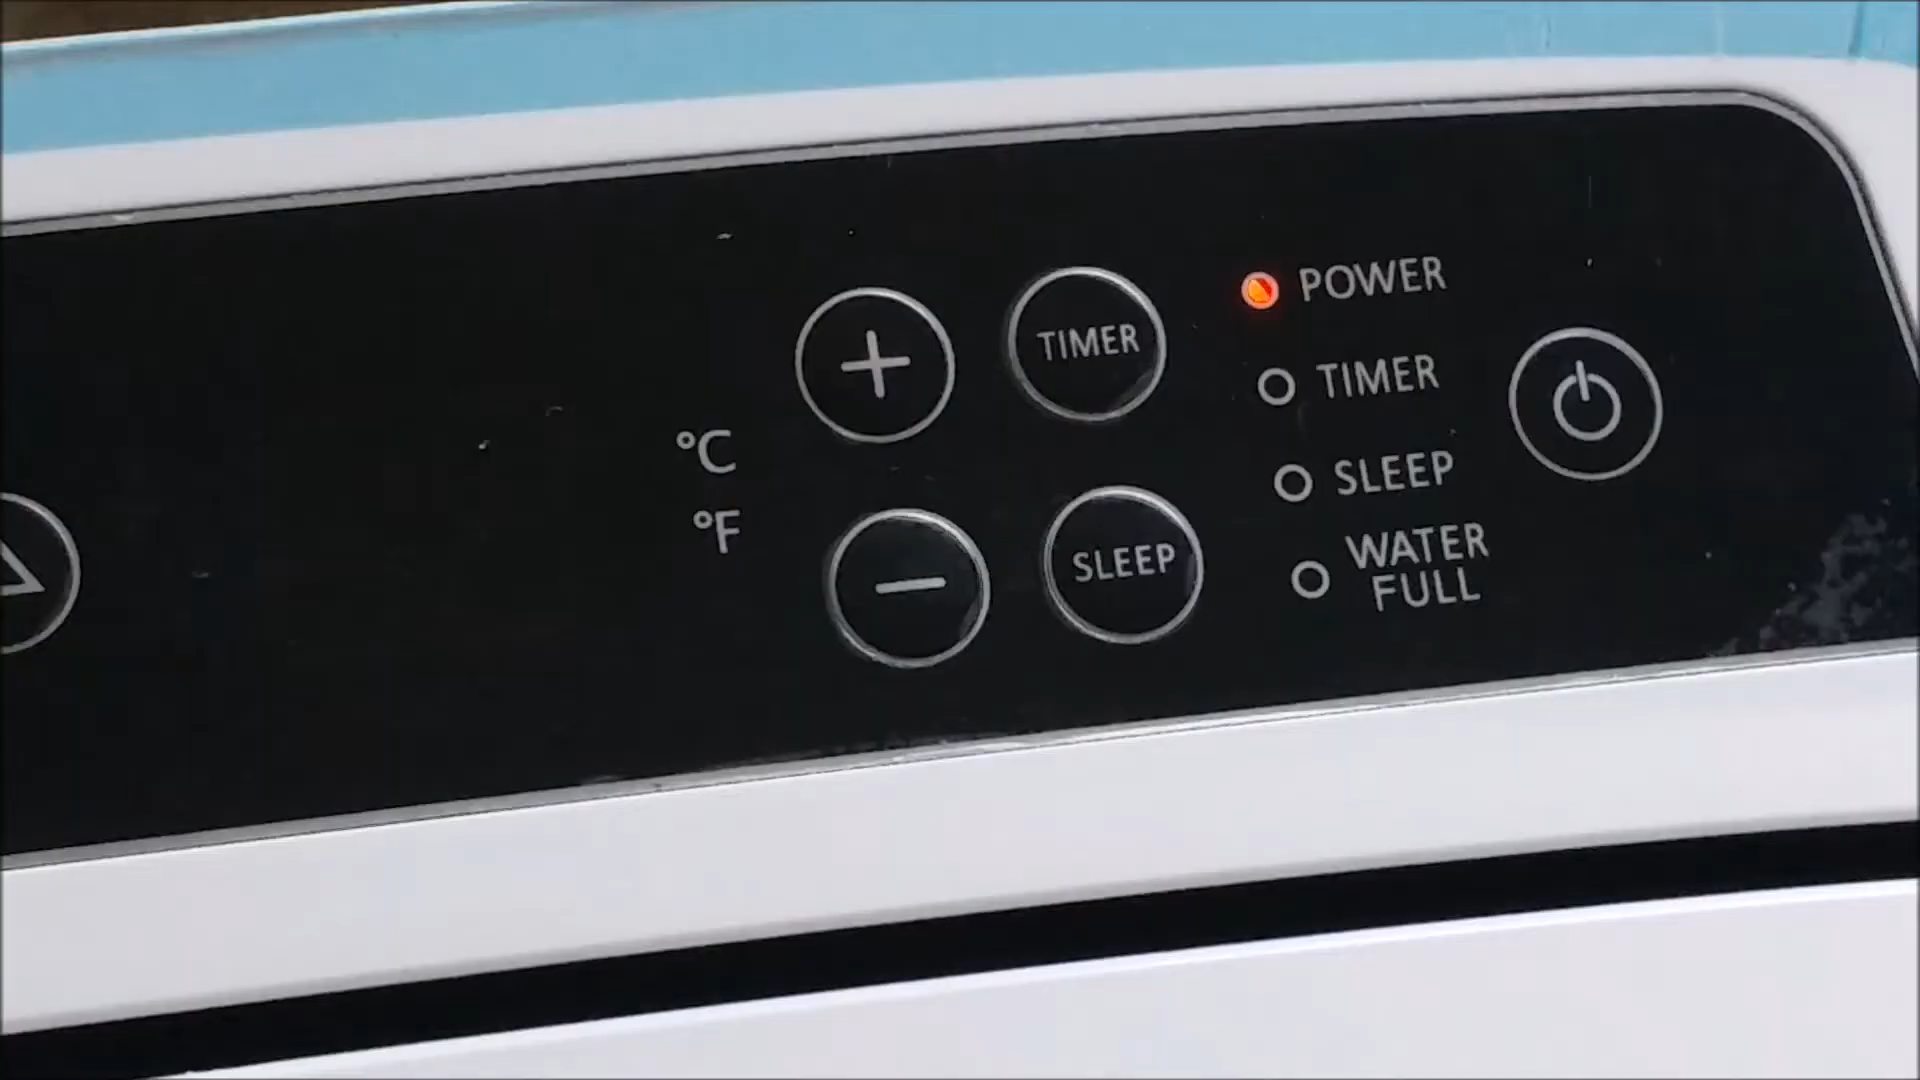 +
TIMER
°C
°F
−
SLEEP
POWER
TIMER
SLEEP
WATER
FULL